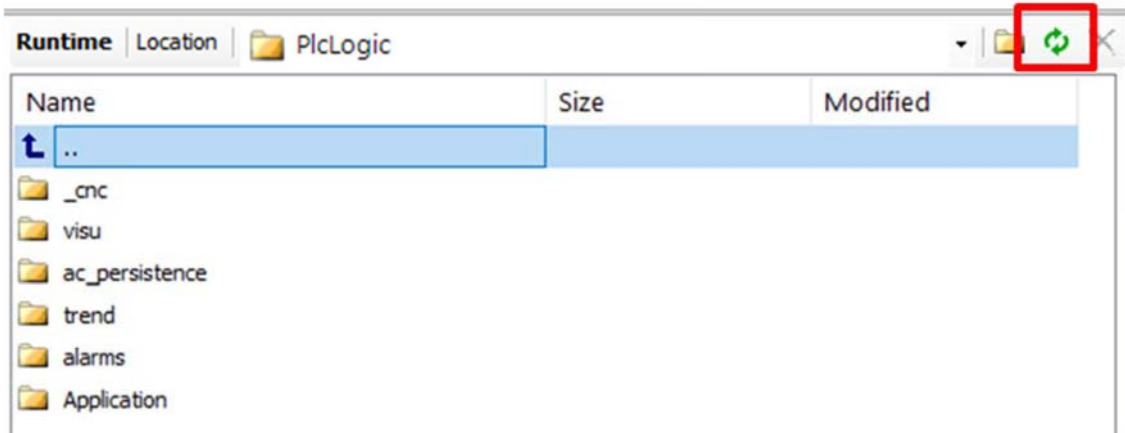 Runtime Location PlcLogic
Name Size Modified
..
_cnc
visu
ac_persistence
trend
alarms
Application